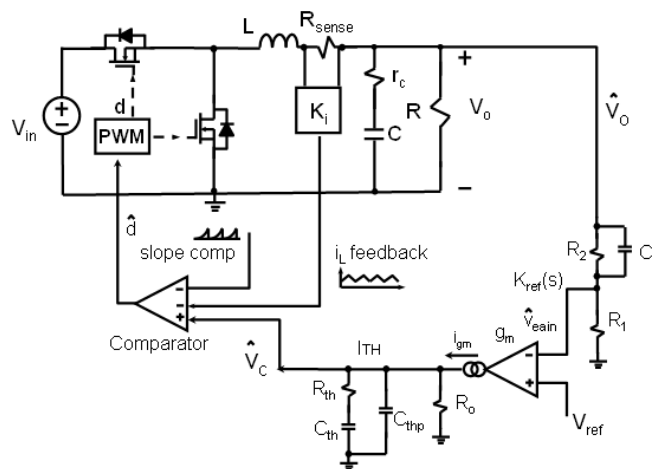 L
R_sense
V_in
d
PWM
K_i
r_c
C
R
+
V_o
−
V̂_O
d̂
slope comp
i_L feedback
Comparator
R_2
C
K_ref(s)
v̂_eain
R_1
g_m
i_gm
I_TH
V̂_C
R_th
C_th
C_thp
R_o
V_ref